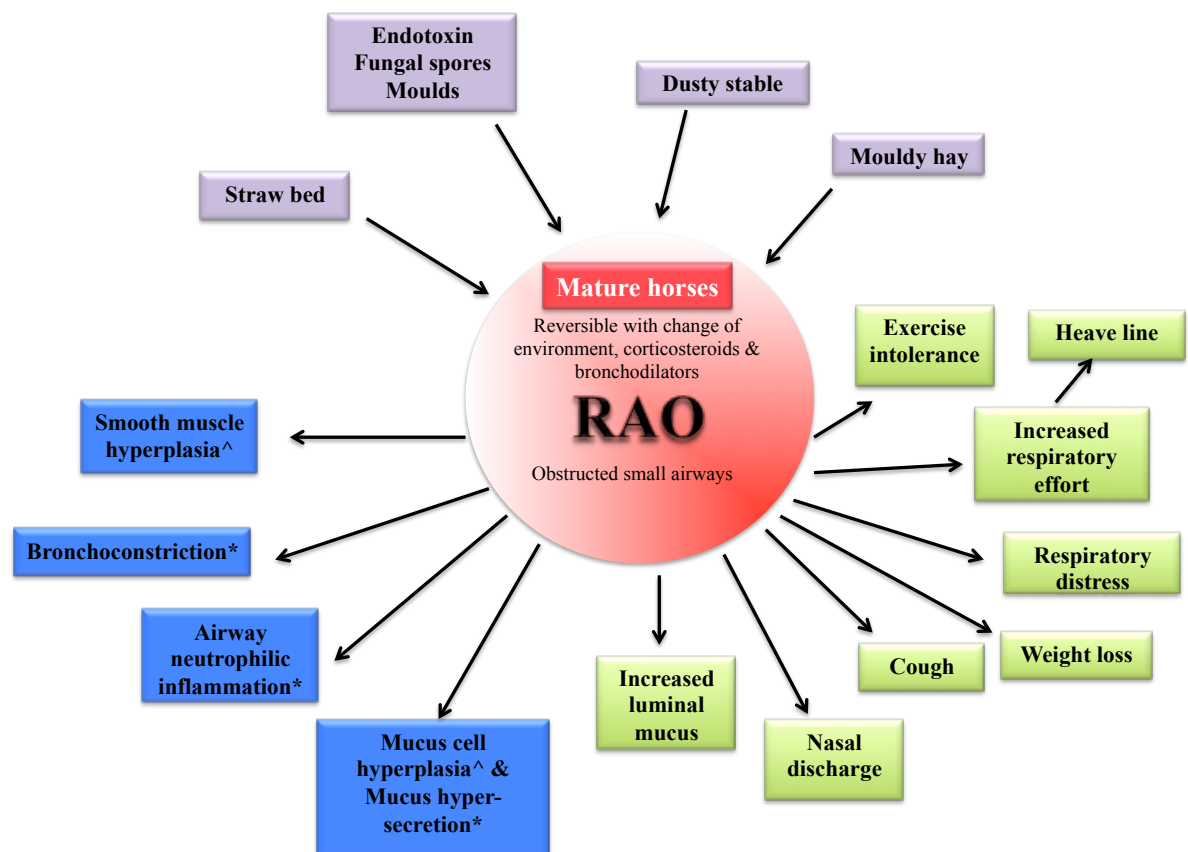 Endotoxin
Fungal spores
Moulds
Dusty stable
Mouldy hay
Straw bed
Mature horses
Reversible with change of
environment, corticosteroids &
bronchodilators
RAO
Obstructed small airways
Exercise
intolerance
Heave line
Increased
respiratory
effort
Respiratory
distress
Weight loss
Cough
Nasal
discharge
Increased
luminal
mucus
Smooth muscle
hyperplasia^
Bronchoconstriction*
Airway
neutrophilic
inflammation*
Mucus cell
hyperplasia^ &
Mucus hyper-
secretion*